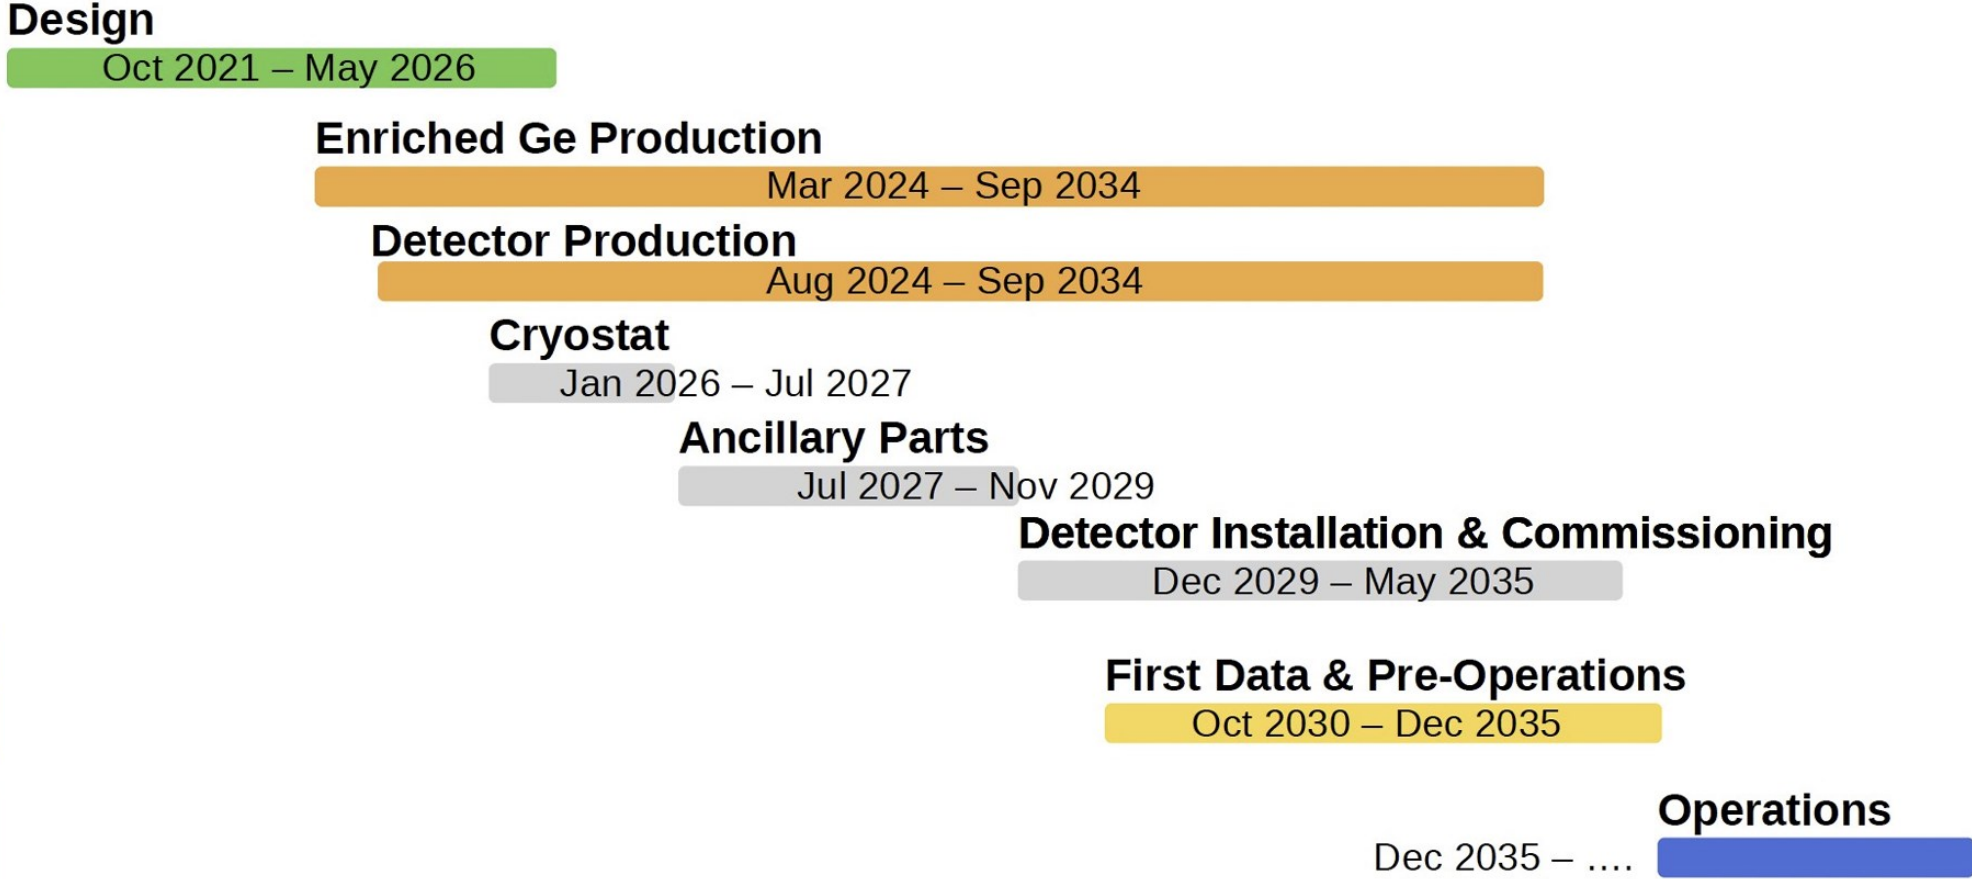 Design
Oct 2021 – May 2026
Enriched Ge Production
Mar 2024 – Sep 2034
Detector Production
Aug 2024 – Sep 2034
Cryostat
Jan 2026 – Jul 2027
Ancillary Parts
Jul 2027 – Nov 2029
Detector Installation & Commissioning
Dec 2029 – May 2035
First Data & Pre-Operations
Oct 2030 – Dec 2035
Operations
Dec 2035 – ....